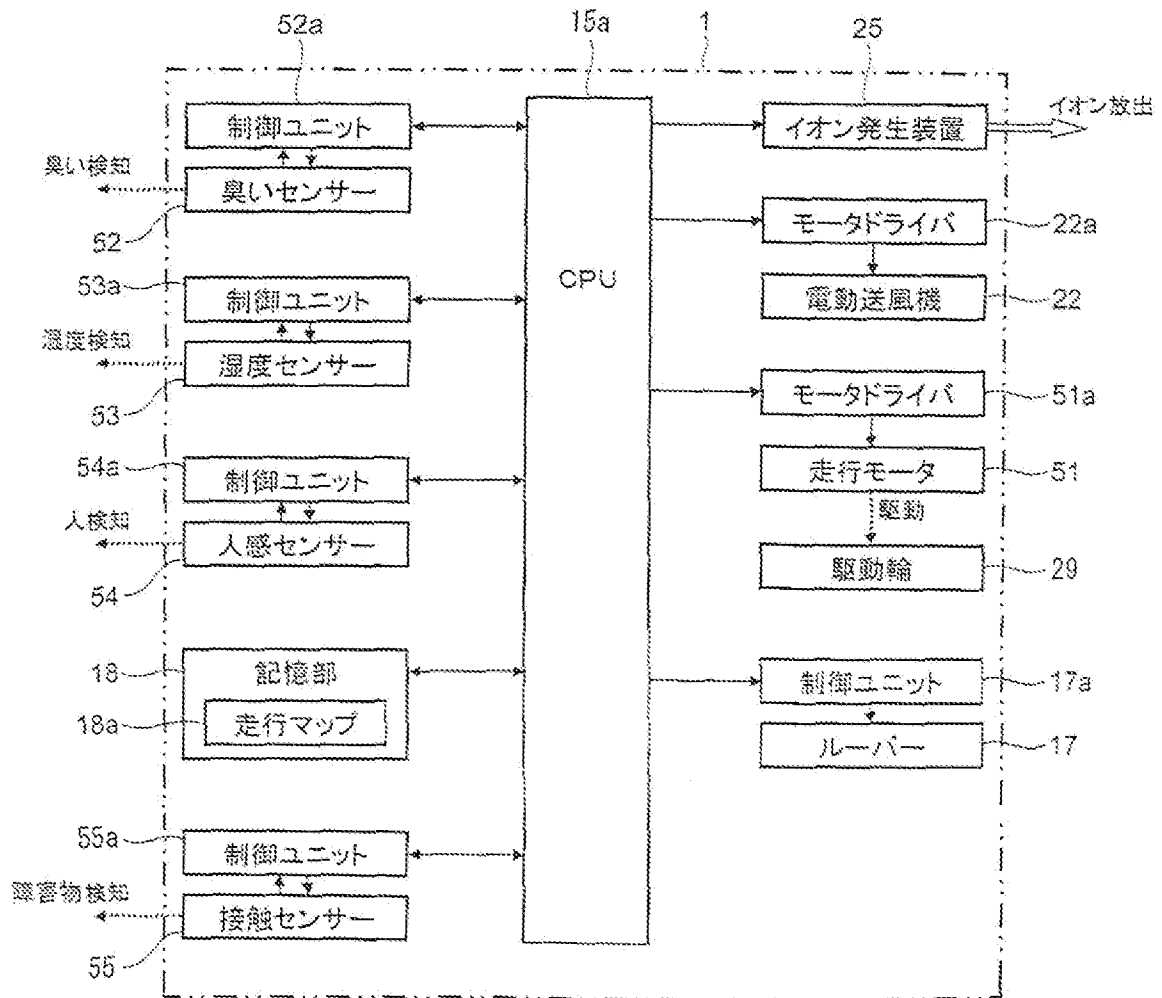 52a
15a
1
25
制御ユニット
イオン発生装置
イオン放出
臭い検知
臭いセンサー
52
モータドライバ
22a
53a
制御ユニット
CPU
電動送風機
22
湿度検知
湿度センサー
53
モータドライバ
51a
54a
制御ユニット
走行モータ
51
人検知
人感センサー
駆動
54
駆動輪
29
18
記憶部
制御ユニット
17a
18a
走行マップ
ルーバー
17
55a
制御ユニット
障害物検知
接触センサー
55